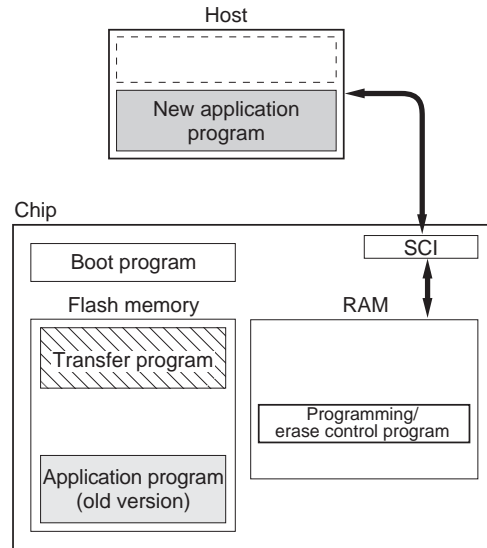 Host
New application
program
Chip
SCI
Boot program
Flash memory
RAM
Transfer program
Programming/
erase control program
Application program
(old version)